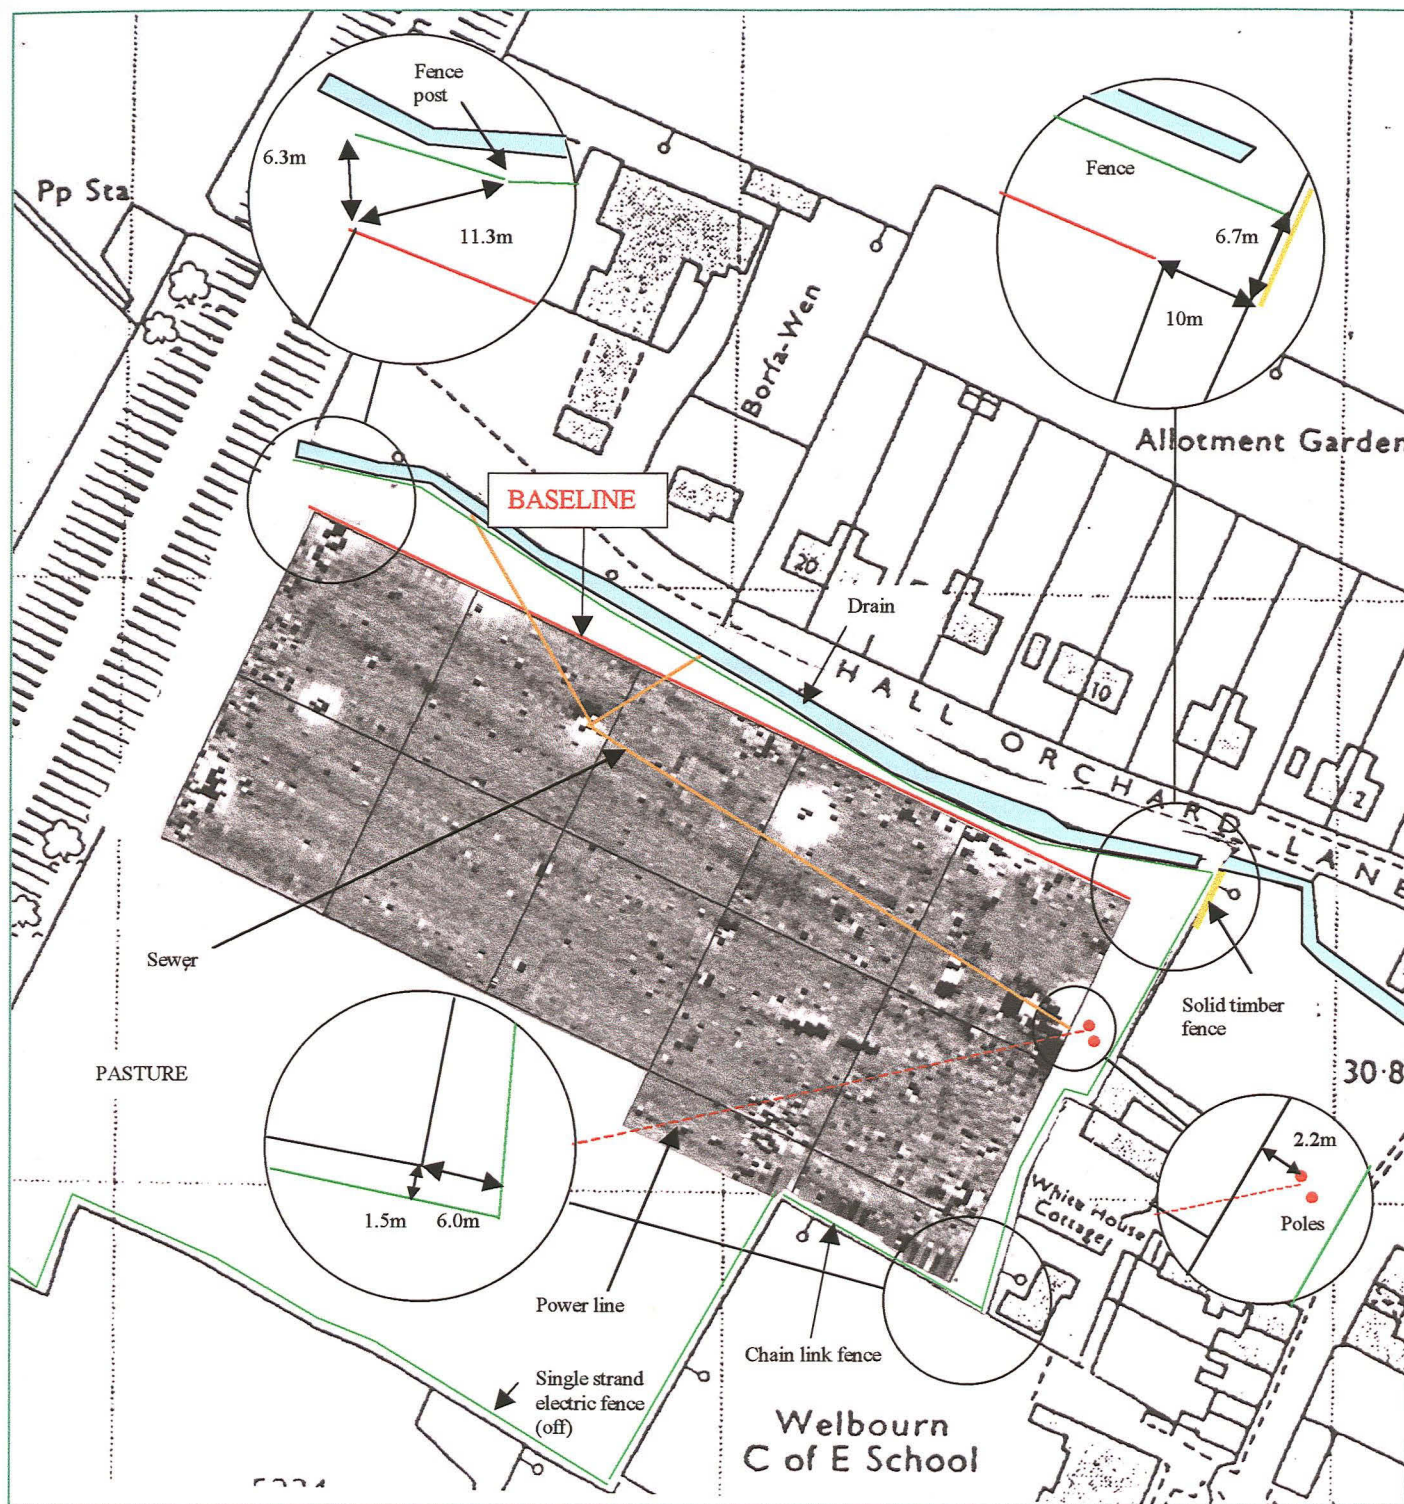 Fence
post
6.3m
11.3m
Pp Sta
Fence
6.7m
10m
Borfa-Wen
Allotment Garden
BASELINE
20
Drain
10
2
HALL ORCHARD LANE
Sewer
Solid timber
fence
PASTURE
30·8
2.2m
Poles
1.5m
6.0m
White House
Cottage
Power line
Chain link fence
Single strand
electric fence
(off)
Welbourn
C of E School